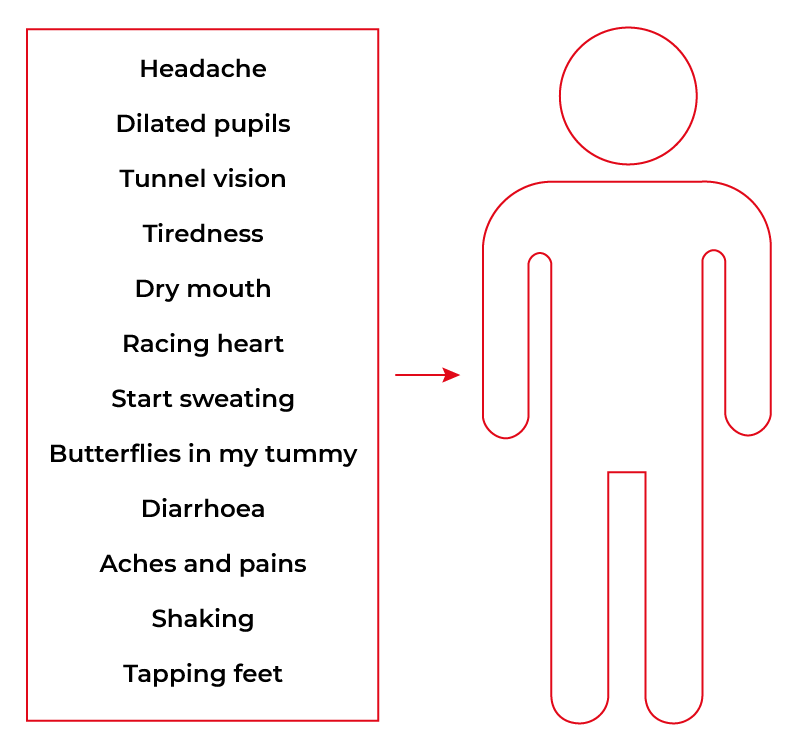 Headache
Dilated pupils
Tunnel vision
Tiredness
Dry mouth
Racing heart
Start sweating
Butterflies in my tummy
Diarrhoea
Aches and pains
Shaking
Tapping feet